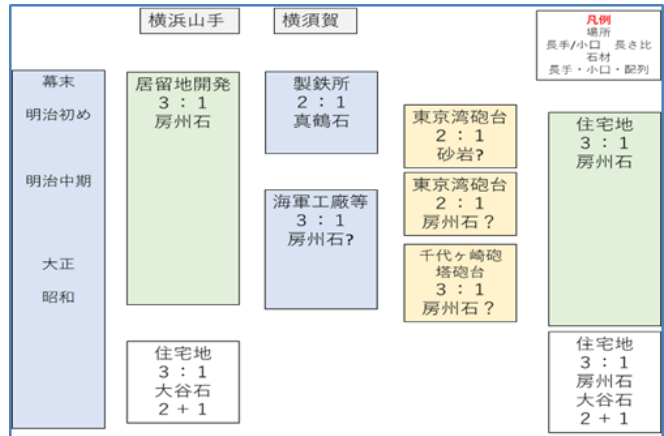 横浜山手
横須賀
凡例
場所
長手/小口　長さ比
石材
長手・小口・配列
幕末
明治初め
明治中期
大正
昭和
居留地開発
3 : 1
房州石
住宅地
3 : 1
大谷石
2 + 1
製鉄所
2 : 1
真鶴石
海軍工廠等
3 : 1
房州石?
東京湾砲台
2 : 1
砂岩?
東京湾砲台
2 : 1
房州石？
千代ヶ崎砲
塔砲台
3 : 1
房州石？
住宅地
3 : 1
房州石
住宅地
3 : 1
房州石
大谷石
2 + 1